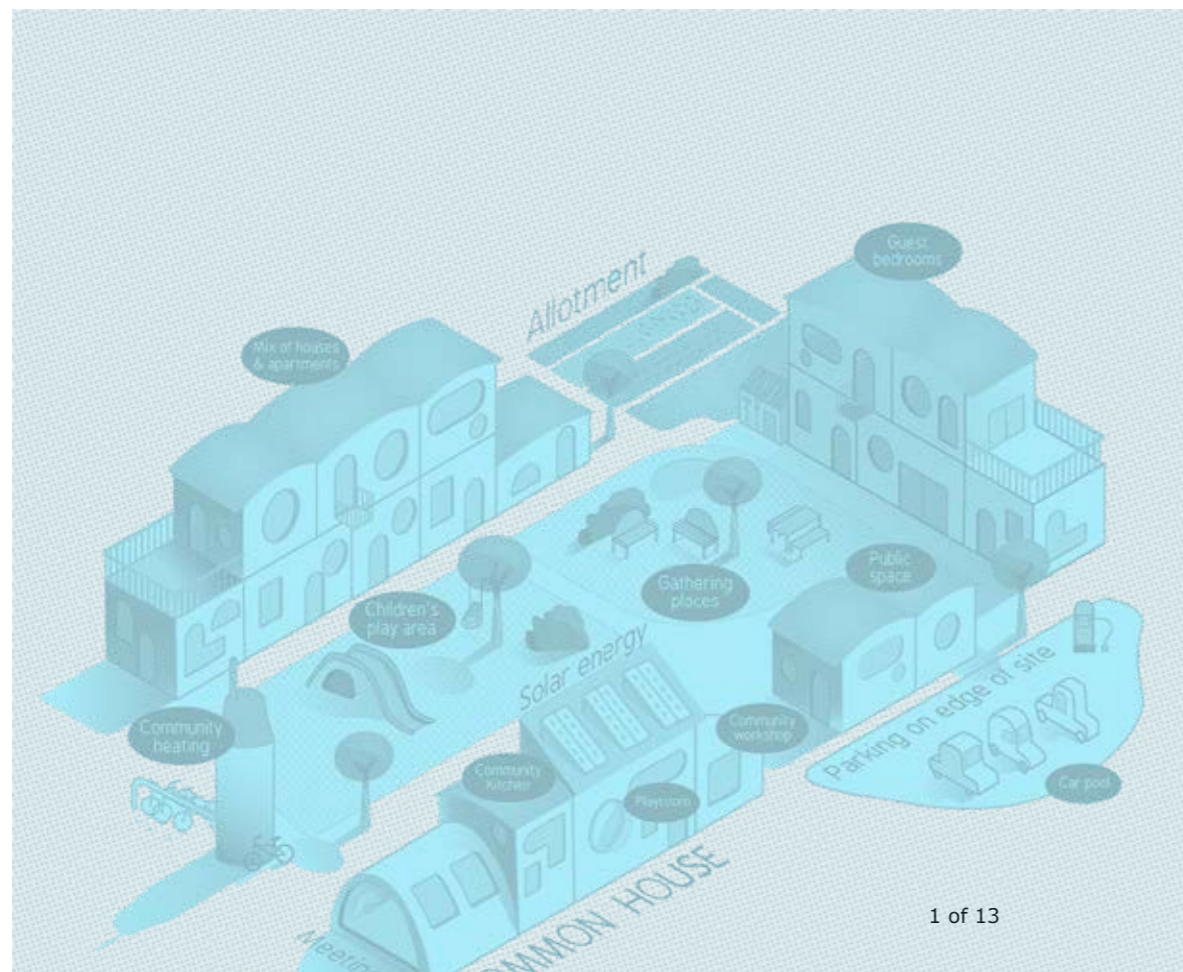 Guest
bedrooms
Allotment
Mix of houses
& apartments
Public
space
Gathering
places
Children's
play area
Solar energy
Parking on edge of site
Community
heating
Community
workshop
Community
Kitchen
Playroom
Car pool
COMMON HOUSE
Meeting
1 of 13